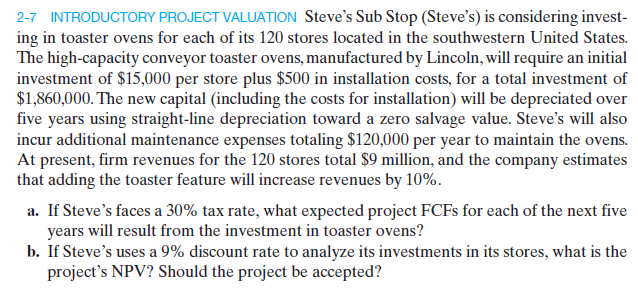 2-7 INTRODUCTORY PROJECT VALUATION Steve's Sub Stop (Steve's) is considering invest-
ing in toaster ovens for each of its 120 stores located in the southwestern United States.
The high-capacity conveyor toaster ovens, manufactured by Lincoln, will require an initial
investment of $15,000 per store plus $500 in installation costs, for a total investment of
$1,860,000. The new capital (including the costs for installation) will be depreciated over
five years using straight-line depreciation toward a zero salvage value. Steve's will also
incur additional maintenance expenses totaling $120,000 per year to maintain the ovens.
At present, firm revenues for the 120 stores total $9 million, and the company estimates
that adding the toaster feature will increase revenues by 10%.
a. If Steve's faces a 30% tax rate, what expected project FCFs for each of the next five
years will result from the investment in toaster ovens?
b. If Steve's uses a 9% discount rate to analyze its investments in its stores, what is the
project's NPV? Should the project be accepted?